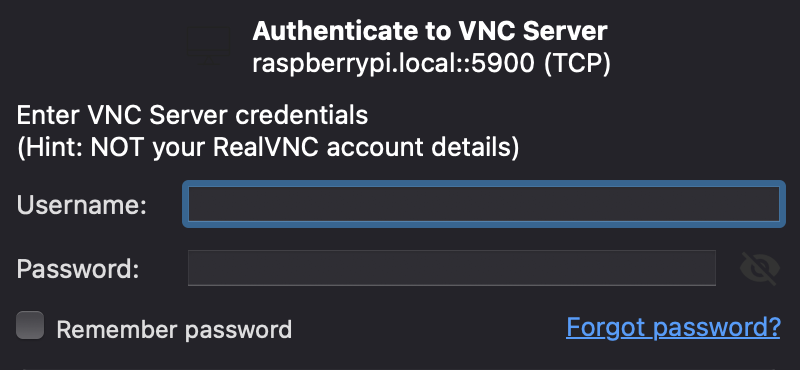 Authenticate to VNC Server
raspberrypi.local::5900 (TCP)
Enter VNC Server credentials
(Hint: NOT your RealVNC account details)
Username:
Password:
Remember password
Forgot password?